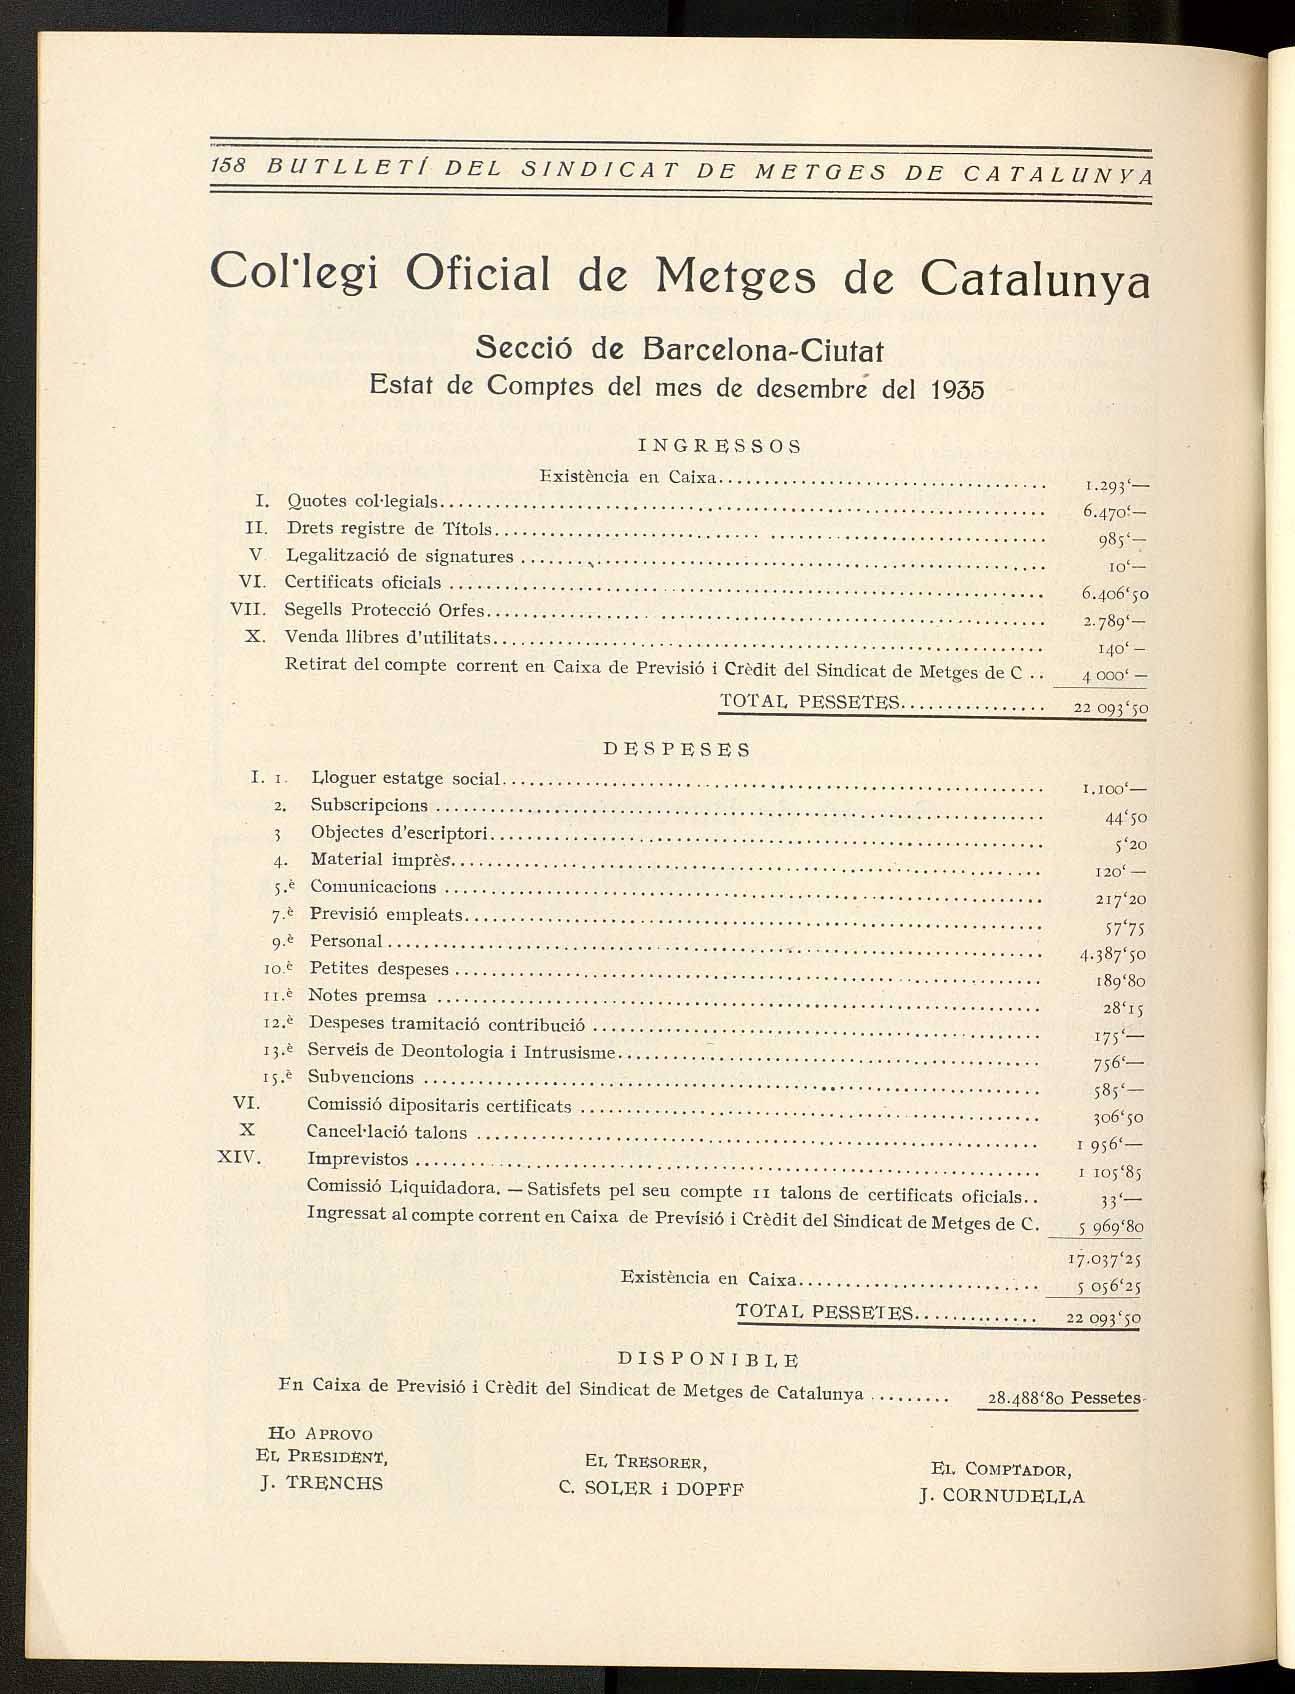 158 BUTLLETÍ DEL SINDICAT DE METGES DE CATALUNYA
Col·legi Oficial de Metges de Catalunya
Secció de Barcelona-Ciutat
Estat de Comptes del mes de desembre del 1935
INGRESSOS
Existència en Caixa.................................... 1.293‘—
I. Quotes col·legials.................................... 6.470‘—
II. Drets registre de Títols.................................... 985‘—
V Legalització de signatures .................................... 10‘—
VI. Certificats oficials .................................... 6.406‘50
VII. Segells Protecció Orfes.................................... 2.789‘—
X. Venda llibres d'utilitats.................................... 140‘—
Retirat del compte corrent en Caixa de Previsió i Crèdit del Sindicat de Metges de C .. 4 000‘ —
TOTAL PESSETES................ 22 093‘50
DESPESES
I. 1. Lloguer estatge social.................................... 1.100‘—
2. Subscripcions .................................... 44‘50
3 Objectes d'escriptori.................................... 5‘20
4. Material imprès.................................... 120‘—
5.è Comunicacions .................................... 217‘20
7.è Previsió empleats.................................... 57‘75
9.è Personal .................................... 4.387‘50
10.è Petites despeses .................................... 189‘80
11.è Notes premsa .................................... 28‘15
12.è Despeses tramitació contribució .................................... 175‘—
13.è Serveis de Deontologia i Intrusisme.................................... 756‘—
15.è Subvencions .................................... 585‘—
VI. Comissió dipositaris certificats .................................... 306‘50
X Cancel·lació talons .................................... 1 956‘—
XIV. Imprevistos .................................... 1 105‘85
Comissió Liquidadora. — Satisfets pel seu compte 11 talons de certificats oficials.. 33‘—
Ingressat al compte corrent en Caixa de Previsió i Crèdit del Sindicat de Metges de C. 5 969‘80
17.037‘25
Existència en Caixa........................... 5 056‘25
TOTAL PESSETES.............. 22 093‘50
DISPONIBLE
En Caixa de Previsió i Crèdit del Sindicat de Metges de Catalunya ......... 28.488‘80 Pessetes
HO APROVO
EL PRESIDENT,
J. TRENCHS
EL TRESORER,
C. SOLER i DOPFF
EL COMPTADOR,
J. CORNUDELLA